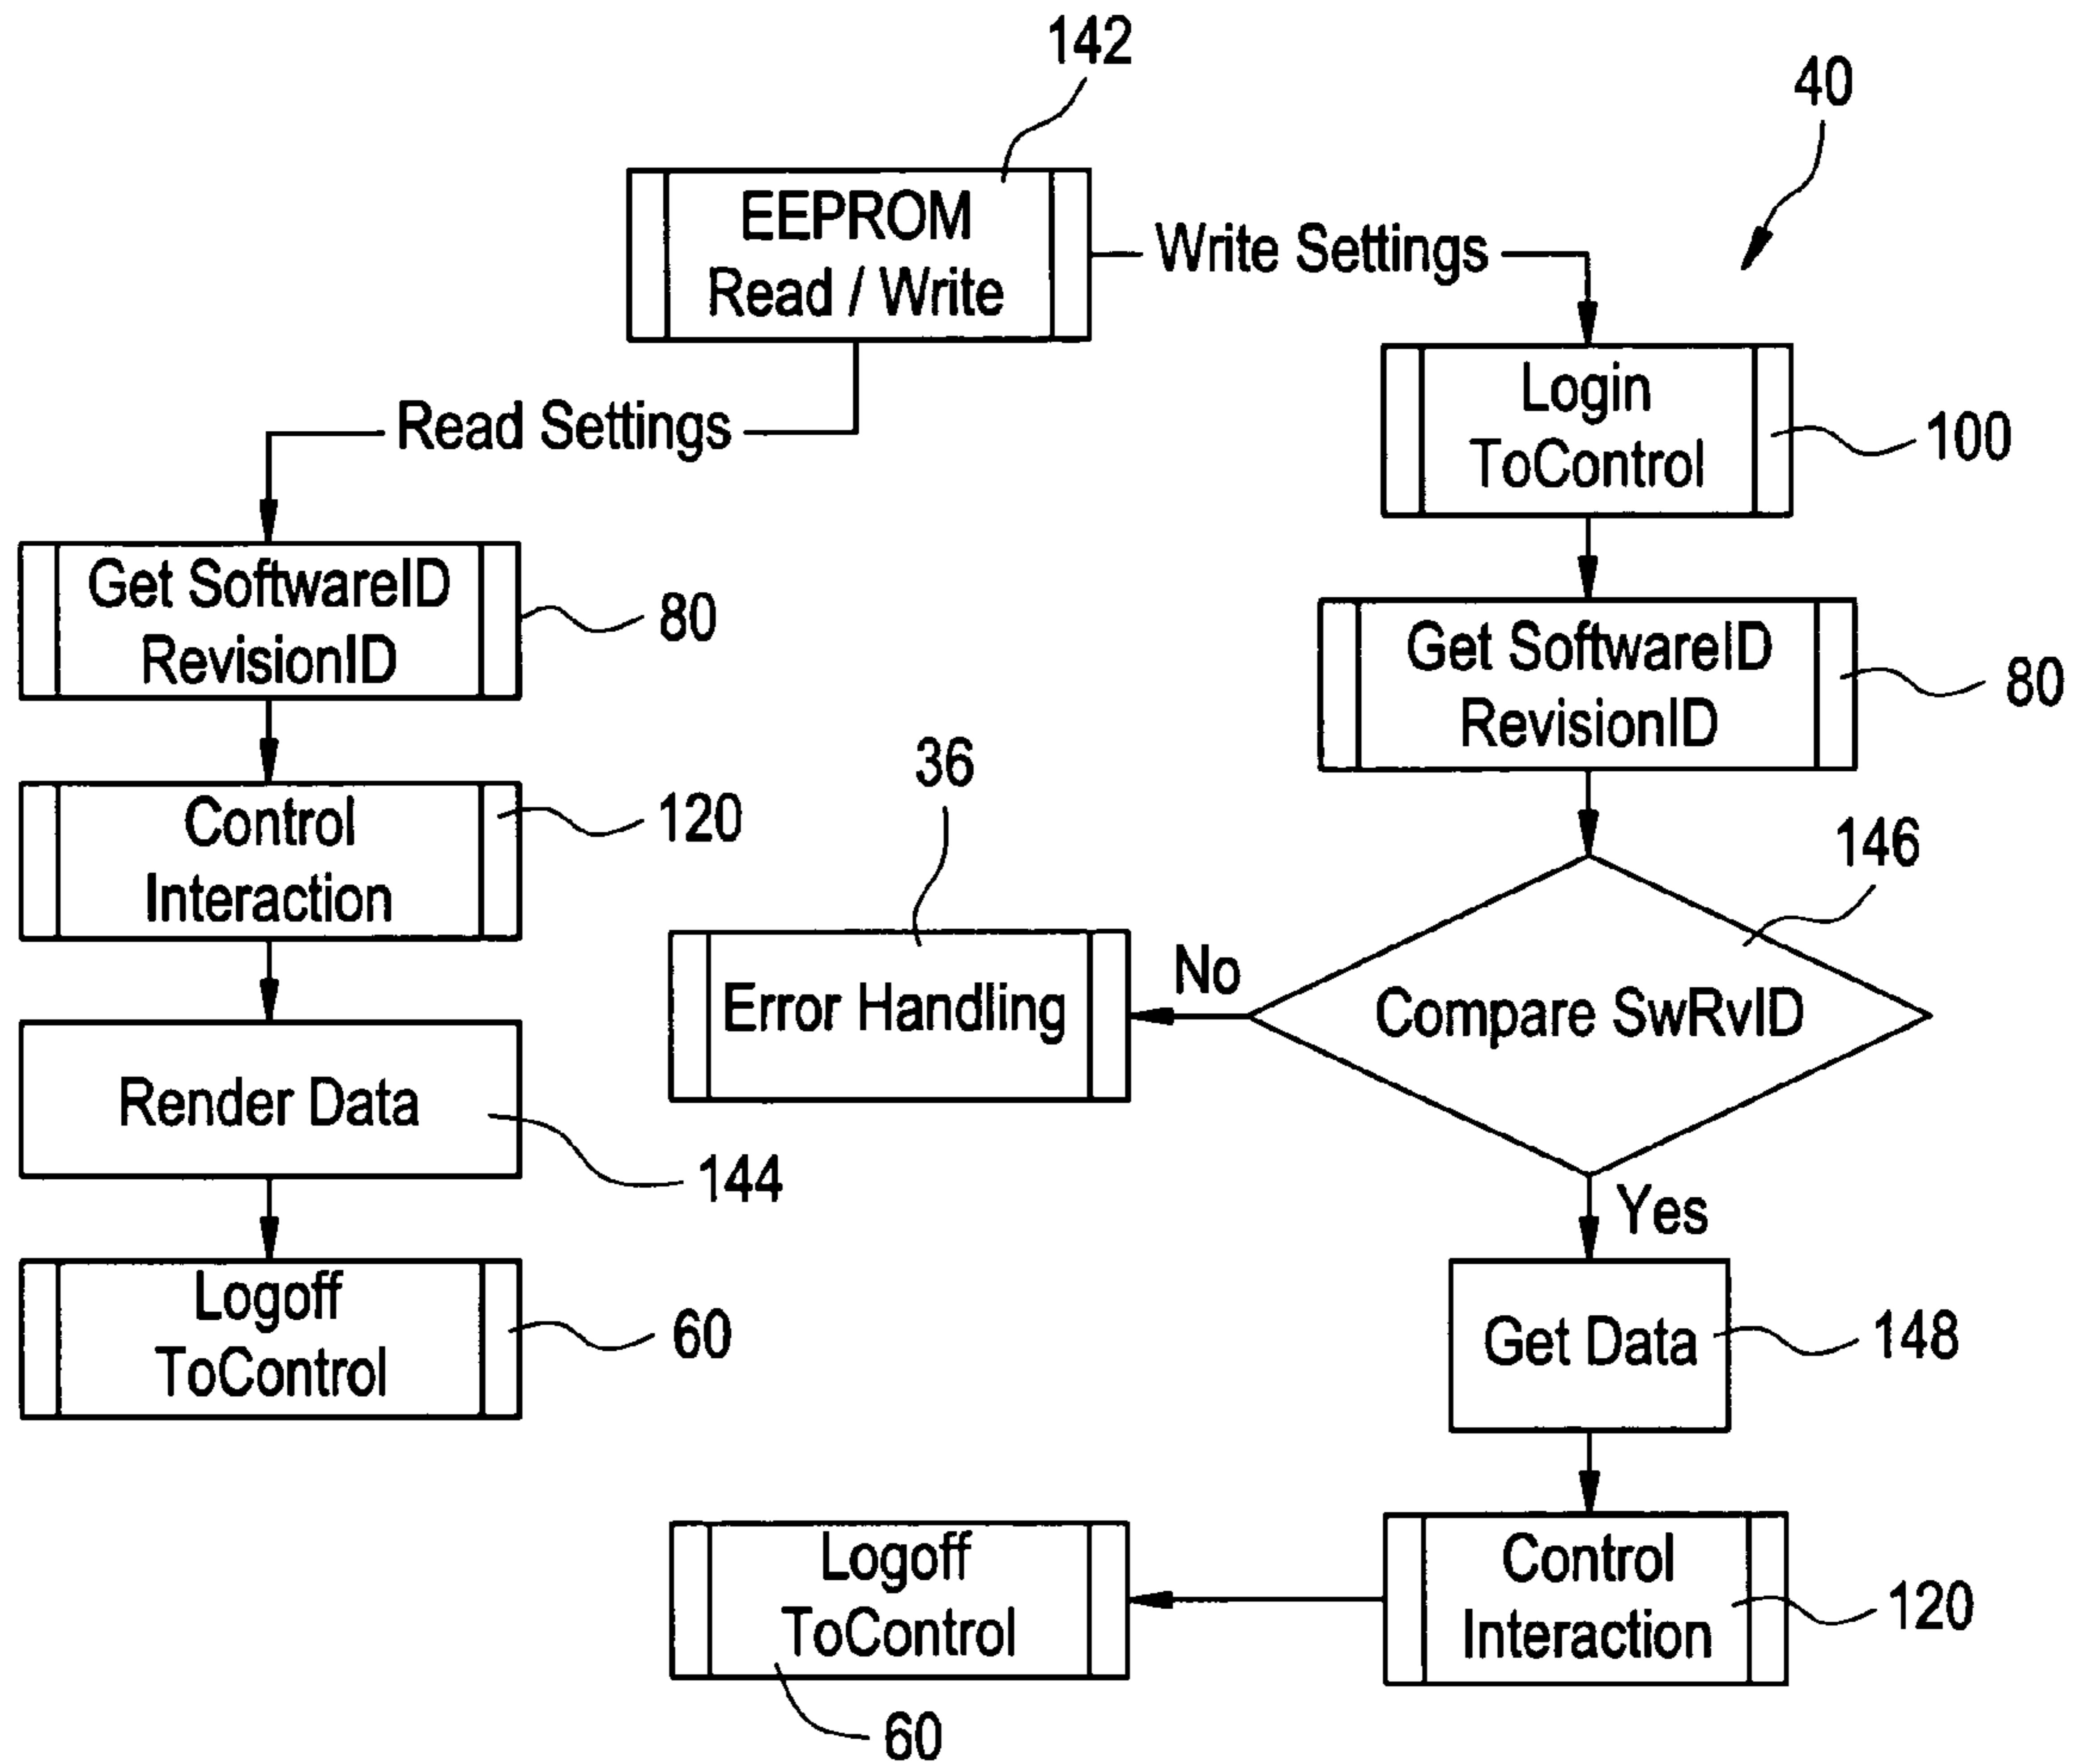 142
40
EEPROM
Read / Write
Write Settings
Login
ToControl
100
Read Settings
Get SoftwareID
RevisionID
80
Get SoftwareID
RevisionID
80
Control
Interaction
120
36
146
Error Handling
No
Compare SwRvID
Render Data
144
Yes
Logoff
ToControl
60
Get Data
148
Logoff
ToControl
60
Control
Interaction
120